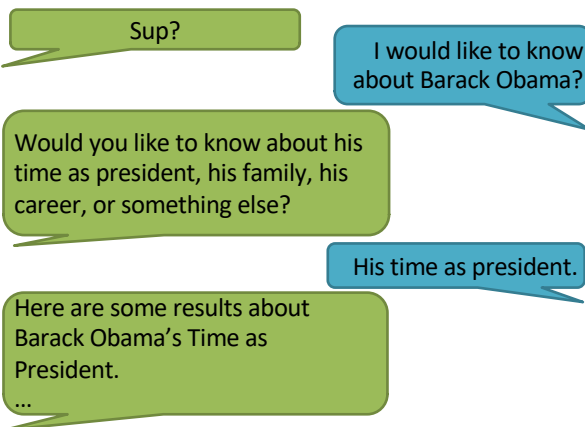 Sup?
I would like to know
about Barack Obama?
Would you like to know about his
time as president, his family, his
career, or something else?
His time as president.
Here are some results about
Barack Obama’s Time as
President.
...